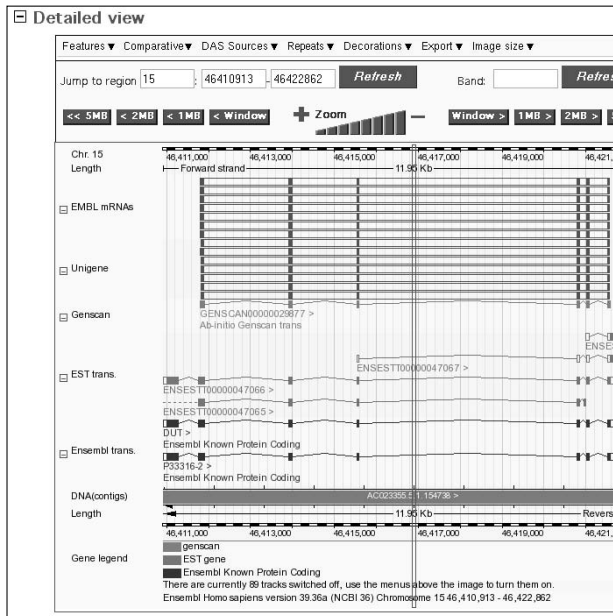 Detailed view
Features ▼ Comparative▼ DAS Sources ▼ Repeats ▼ Decorations ▼ Export ▼ Image size ▼
Jump to region 15 : 46410913 - 46422862 Refresh Band: Refre
<< 5MB < 2MB < 1MB < Window + Zoom − Window > 1MB > 2MB >
Chr. 15 46,411,000 46,413,000 46,415,000 46,417,000 46,419,000 46,421,
Length Forward strand 11.95 Kb
EMBL mRNAs
Unigene
Genscan
GENSCAN00000029877 >
Ab-initio Genscan trans
ENSES
ENSESTT00000047067 >
EST trans.
ENSESTT00000047066 >
ENSESTT00000047065 >
DUT >
Ensembl Known Protein Coding
Ensembl trans.
P33316-2 >
Ensembl Known Protein Coding
DNA(contigs)
Length 11.95 Kb Revers
46,411,000 46,413,000 46,415,000 46,417,000 46,419,000 46,421,
Gene legend
genscan
EST gene
Ensembl Known Protein Coding
There are currently 89 tracks switched off, use the menus above the image to turn them on.
Ensembl Homo sapiens version 39.36a (NCBI 36) Chromosome 15 46,410,913 - 46,422,862